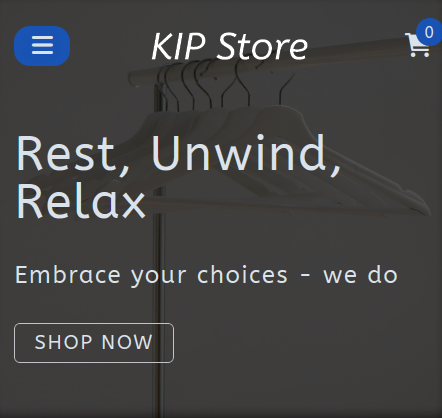 KIP Store
0
Rest, Unwind,
Relax
Embrace your choices - we do
SHOP NOW